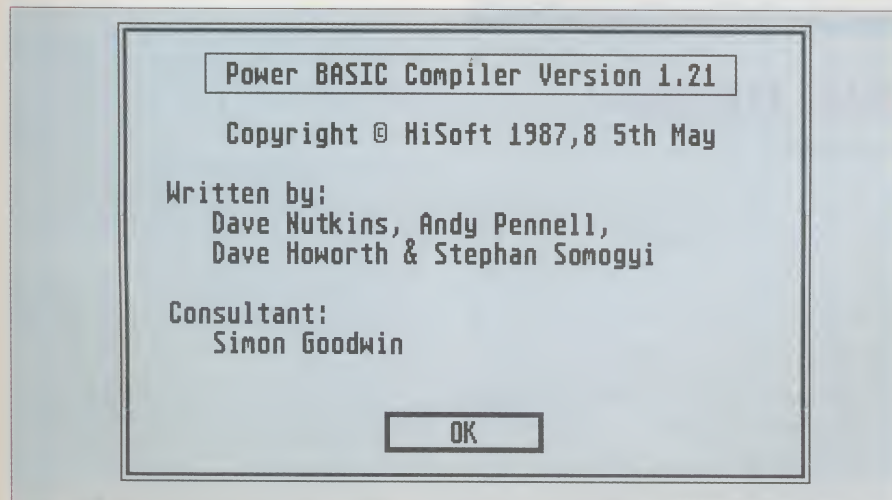 Power BASIC Compiler Version 1.21
Copyright © HiSoft 1987,8 5th May
Written by:
Dave Nutkins, Andy Pennell,
Dave Howorth & Stephan Somogyi
Consultant:
Simon Goodwin
OK